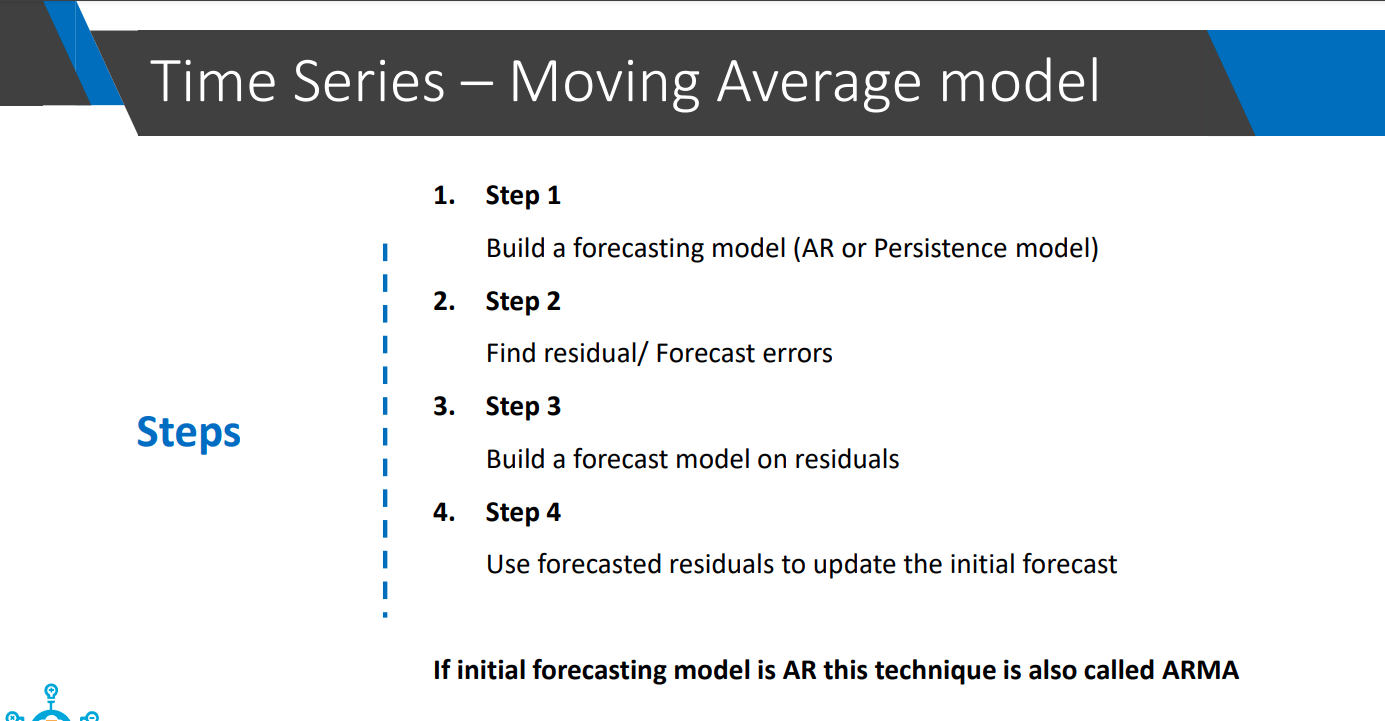 Time Series – Moving Average model
1. Step 1
Build a forecasting model (AR or Persistence model)
2. Step 2
Find residual/ Forecast errors
3. Step 3
Steps
Build a forecast model on residuals
4. Step 4
Use forecasted residuals to update the initial forecast
If initial forecasting model is AR this technique is also called ARMA